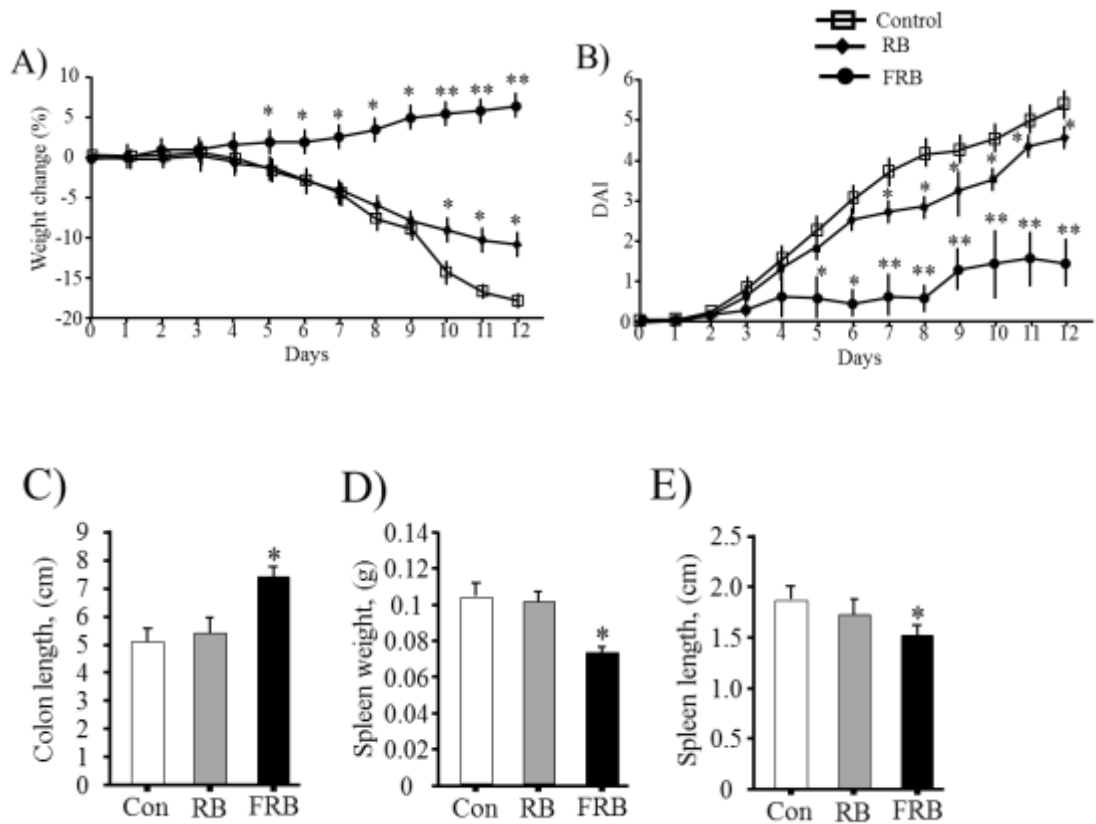 Control
RB
FRB
A)
Weight change (%)
10
5
0
-5
-10
-15
-20
* * * * * ** ** **
* * *
0 1 2 3 4 5 6 7 8 9 10 11 12
Days
B)
DAI
6
5
4
3
2
1
0
* * * * * *
* * ** ** ** ** ** **
0 1 2 3 4 5 6 7 8 9 10 11 12
Days
C)
Colon length, (cm)
9
8
7
6
5
4
3
2
1
0
*
Con RB FRB
D)
Spleen weight, (g)
0.14
0.12
0.1
0.08
0.06
0.04
0.02
0
*
Con RB FRB
E)
Spleen length, (cm)
2.5
2.0
1.5
1.0
0.5
0
*
Con RB FRB